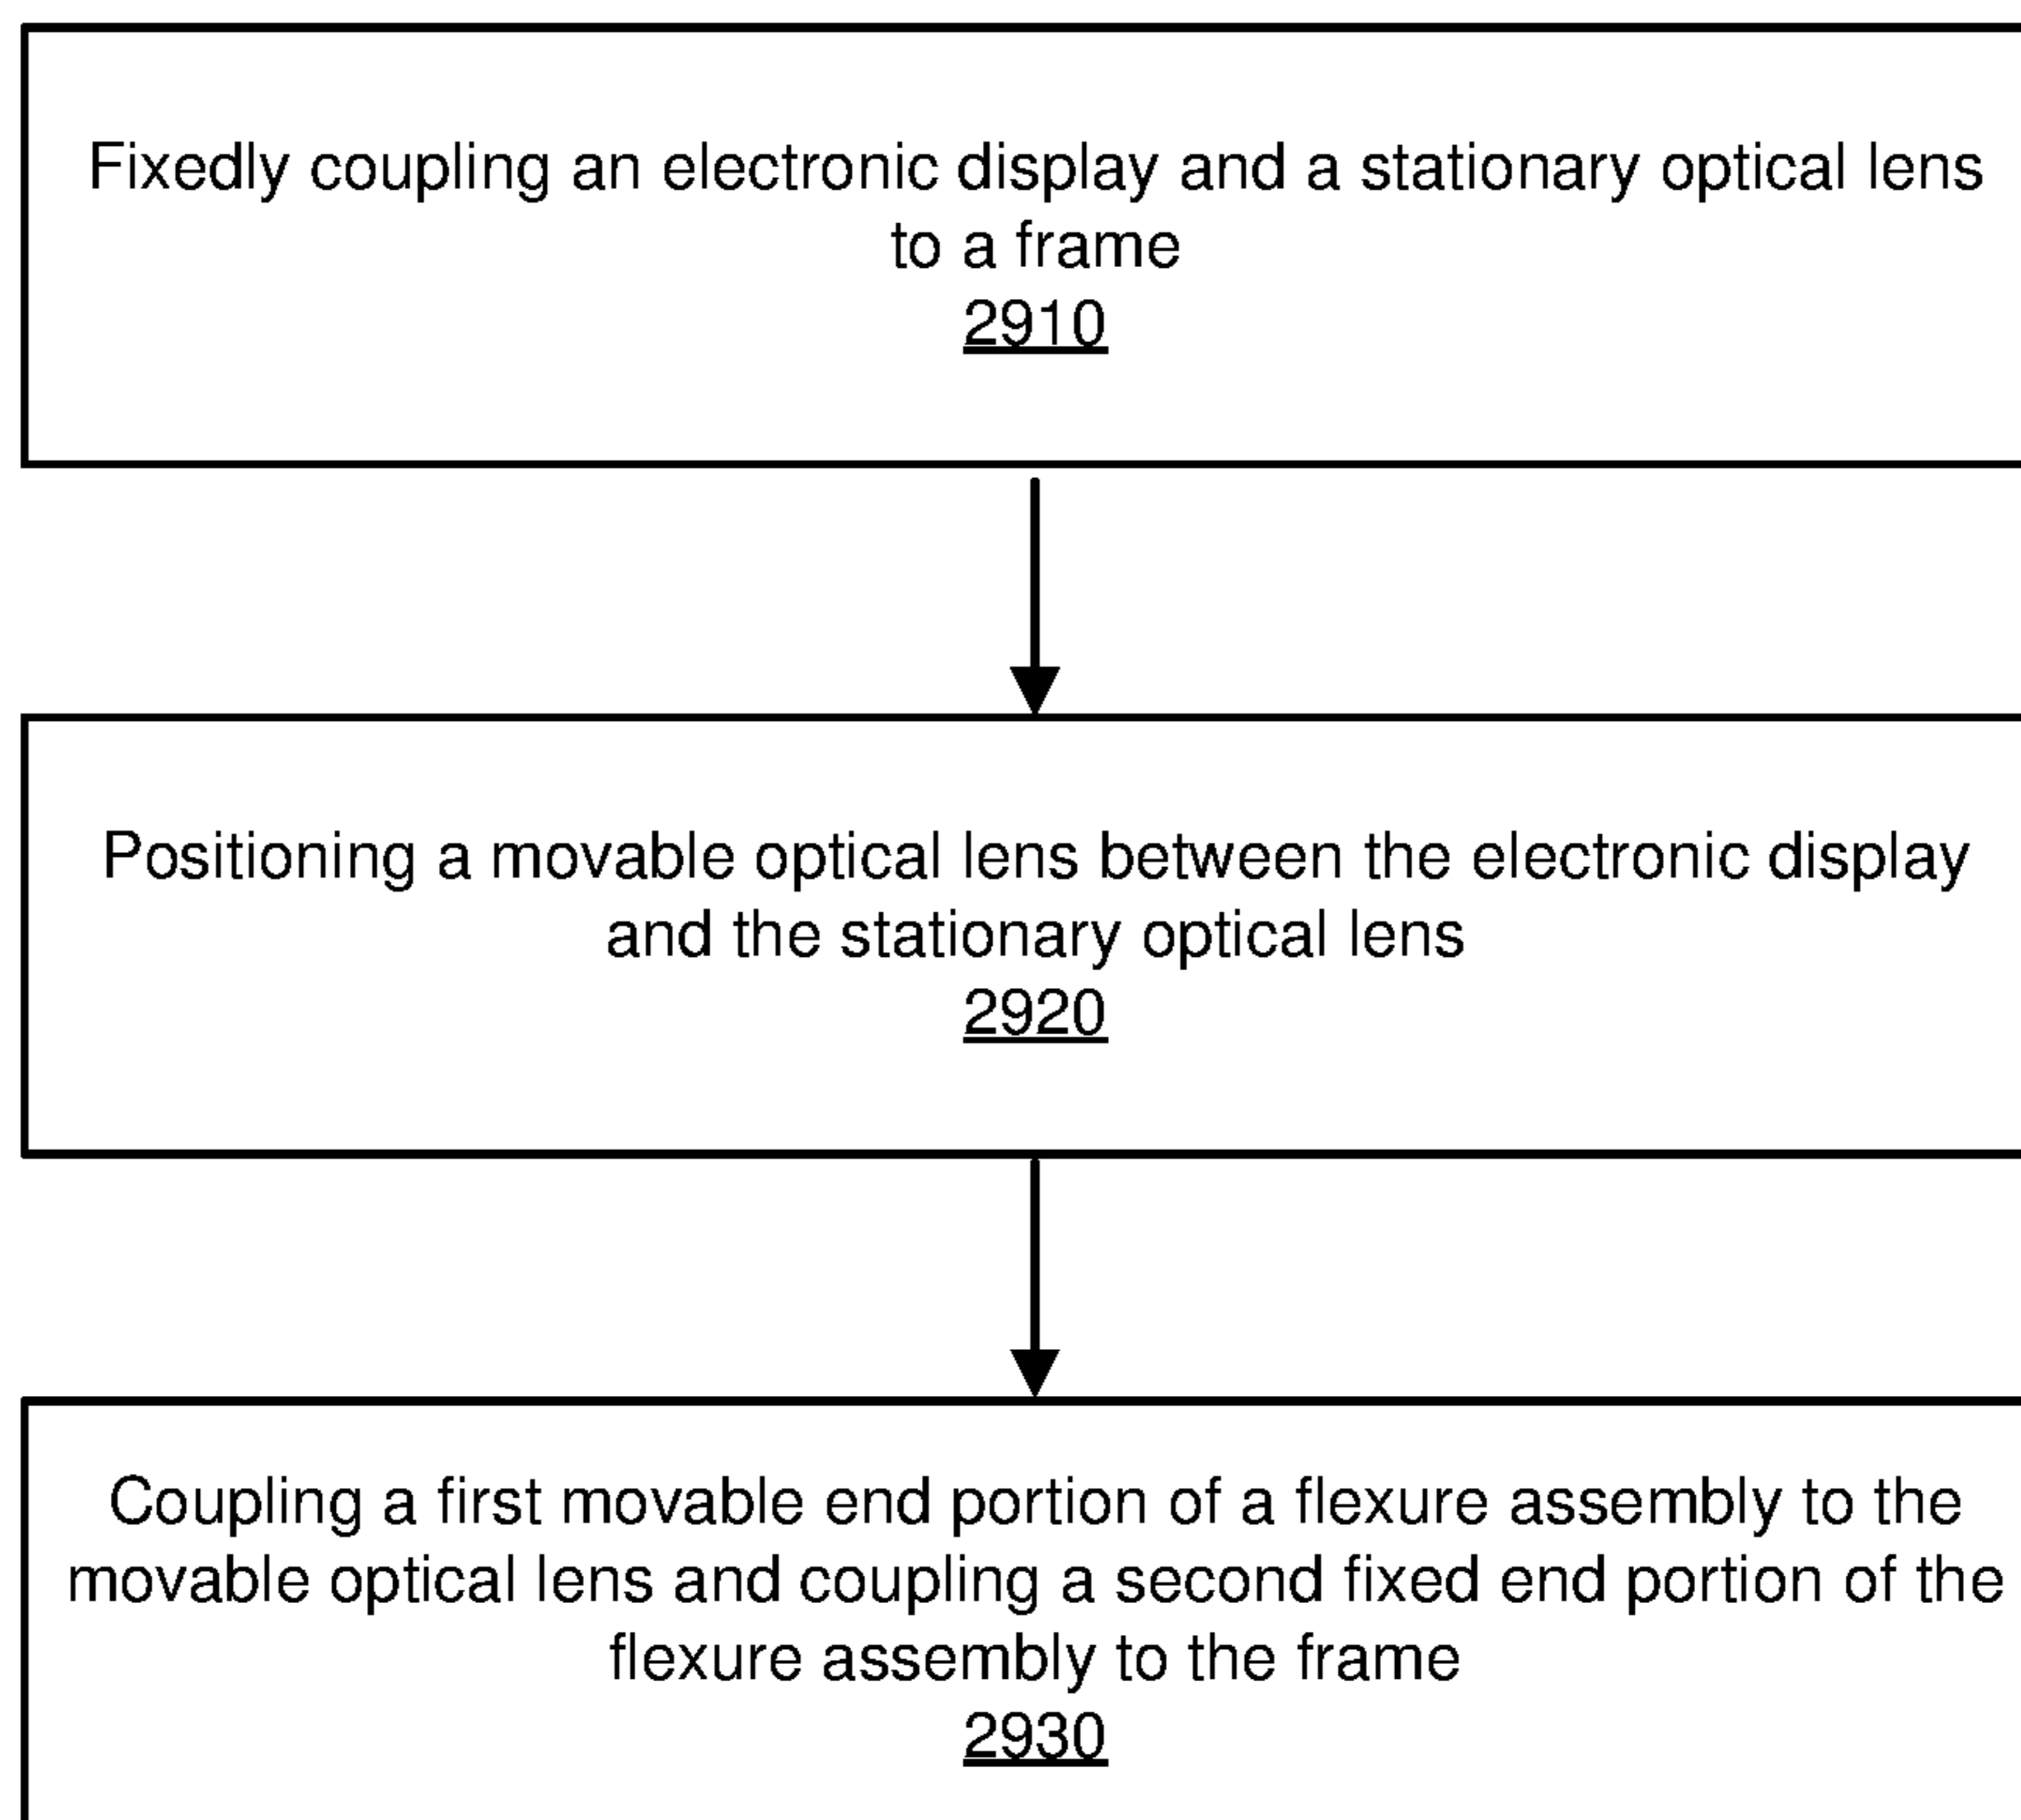 Fixedly coupling an electronic display and a stationary optical lens
to a frame
2910
Positioning a movable optical lens between the electronic display
and the stationary optical lens
2920
Coupling a first movable end portion of a flexure assembly to the
movable optical lens and coupling a second fixed end portion of the
flexure assembly to the frame
2930